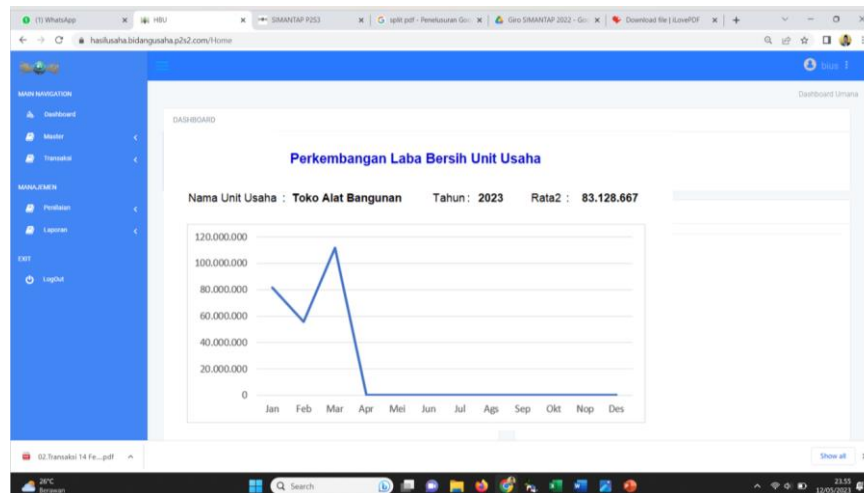 (1) WhatsApp
HBU
SIMANTAP P2S3
split pdf - Penelusuran Goo
Giro SIMANTAP 2022 - Goo
Download file | iLovePDF
hasilusaha.bidangusaha.p2s2.com/Home
bius
MAIN NAVIGATION
Dashboard Umana
Dashboard
DASHBOARD
Master
Transaksi
Perkembangan Laba Bersih Unit Usaha
MANAJEMEN
Nama Unit Usaha : Toko Alat Bangunan Tahun : 2023 Rata2 : 83.128.667
Penilaian
Laporan
EXIT
LogOut
120.000.000
100.000.000
80.000.000
60.000.000
40.000.000
20.000.000
0
Jan Feb Mar Apr Mei Jun Jul Ags Sep Okt Nop Des
02.Transaksi 14 Fe....pdf
Show all
26°C
Berawan
Search
23.55
12/05/2023